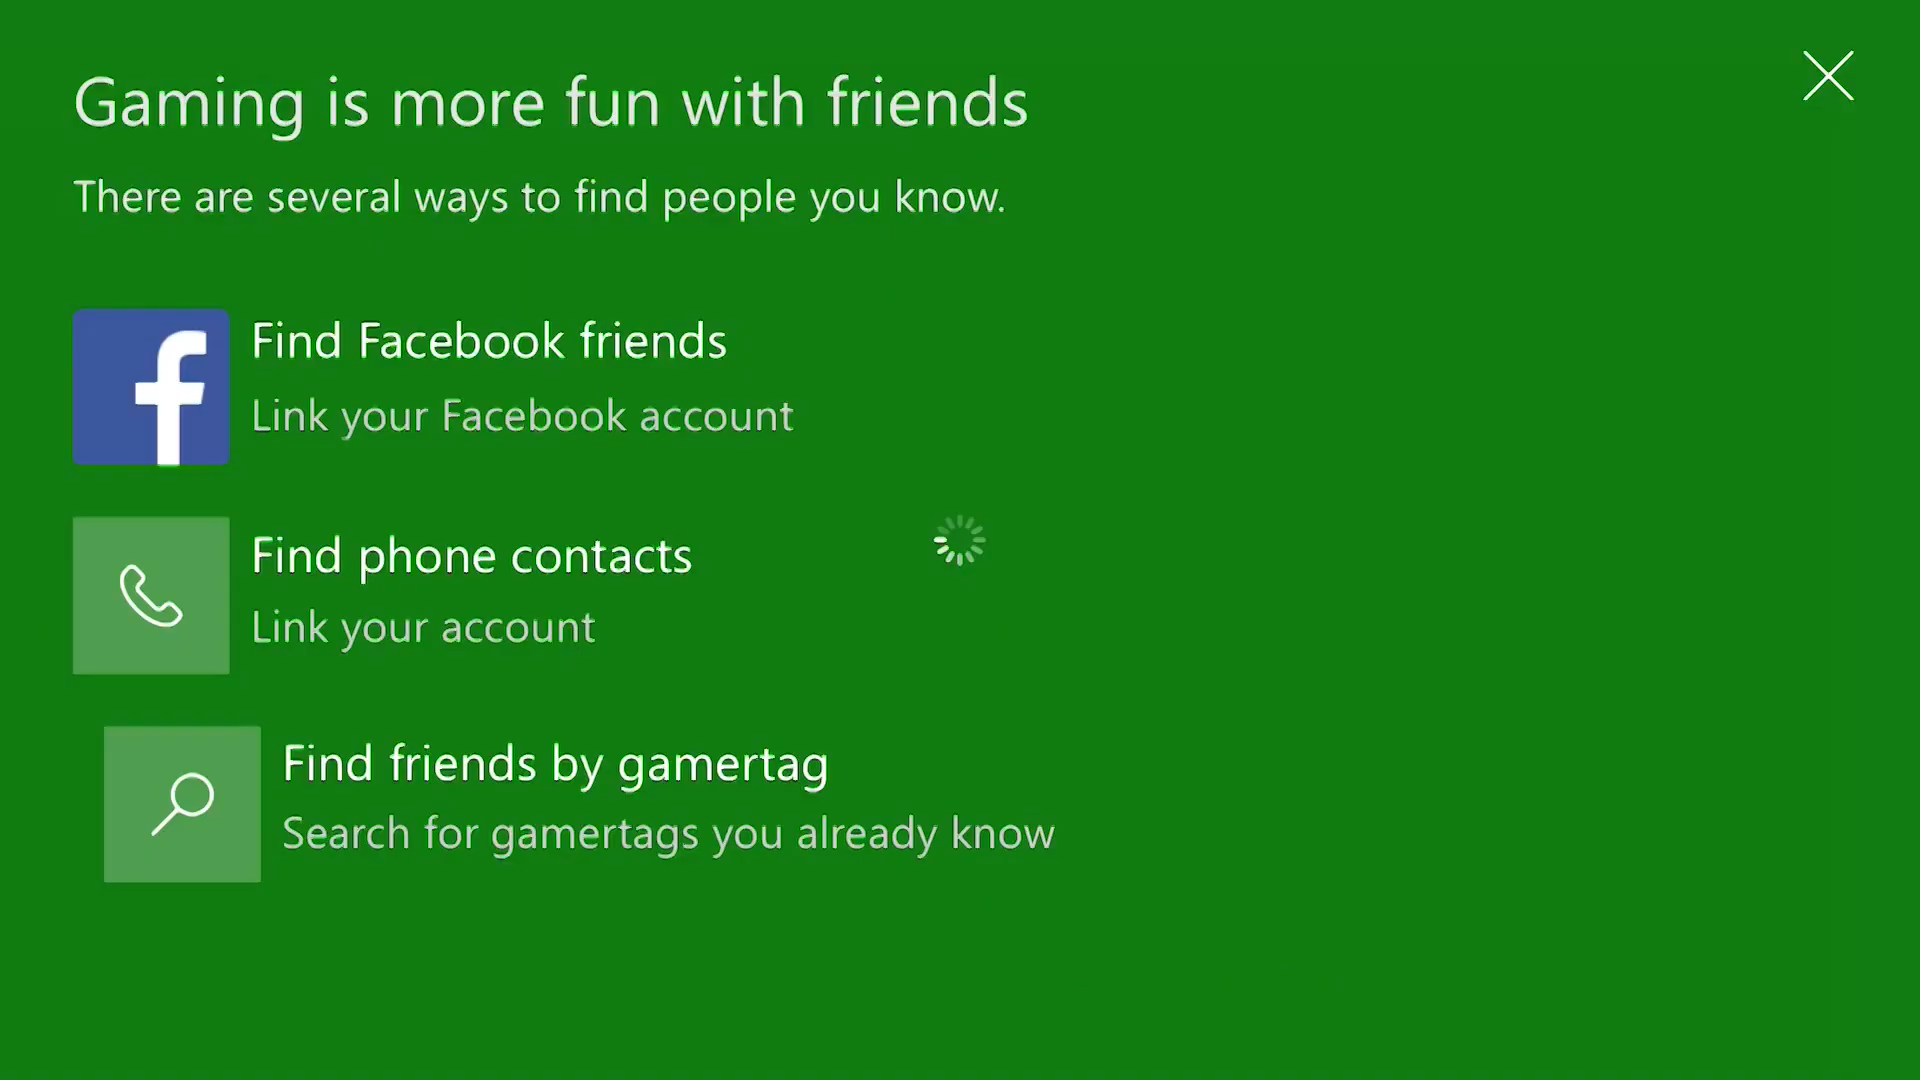 Gaming is more fun with friends
There are several ways to find people you know.
Find Facebook friends
Link your Facebook account
Find phone contacts
Link your account
Find friends by gamertag
Search for gamertags you already know